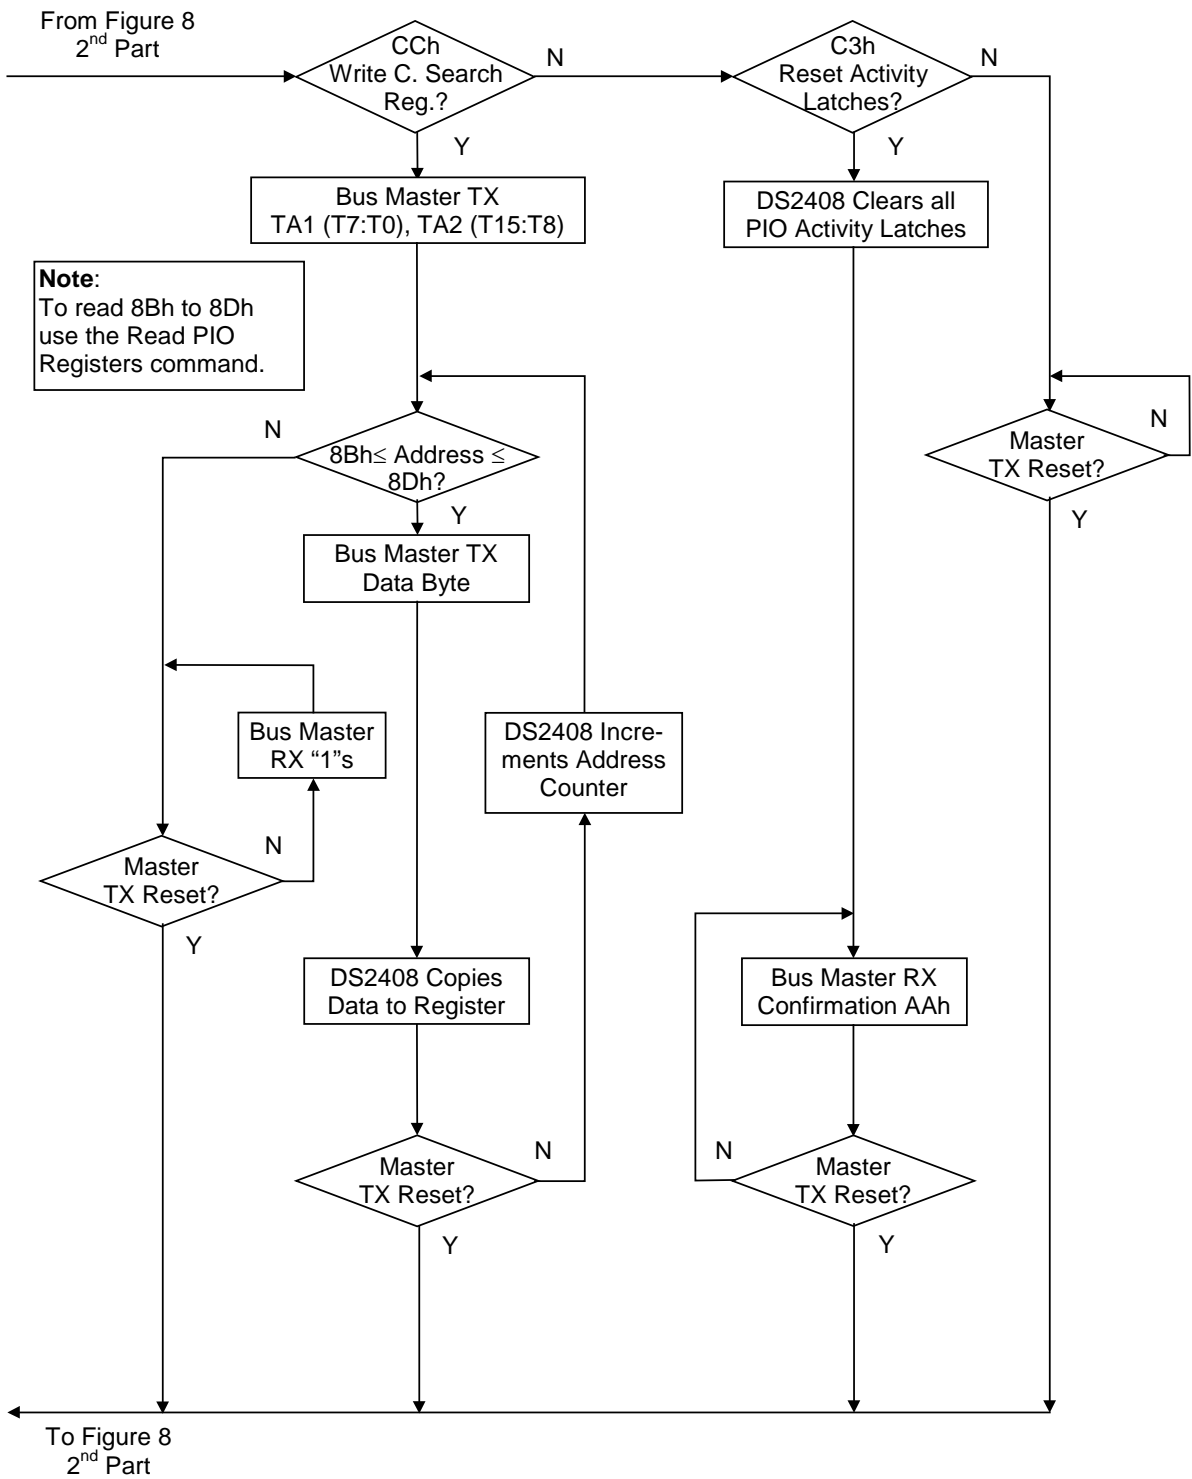 From Figure 8
2nd Part
CCh
Write C. Search
Reg.?
N
C3h
Reset Activity
Latches?
N
Y
Y
Bus Master TX
TA1 (T7:T0), TA2 (T15:T8)
DS2408 Clears all
PIO Activity Latches
Note:
To read 8Bh to 8Dh
use the Read PIO
Registers command.
N
8Bh≤ Address ≤
8Dh?
Y
Master
TX Reset?
N
Y
Bus Master TX
Data Byte
Bus Master
RX “1”s
DS2408 Incre-
ments Address
Counter
Master
TX Reset?
N
Y
DS2408 Copies
Data to Register
Bus Master RX
Confirmation AAh
Master
TX Reset?
N
Y
N
Master
TX Reset?
Y
To Figure 8
2nd Part